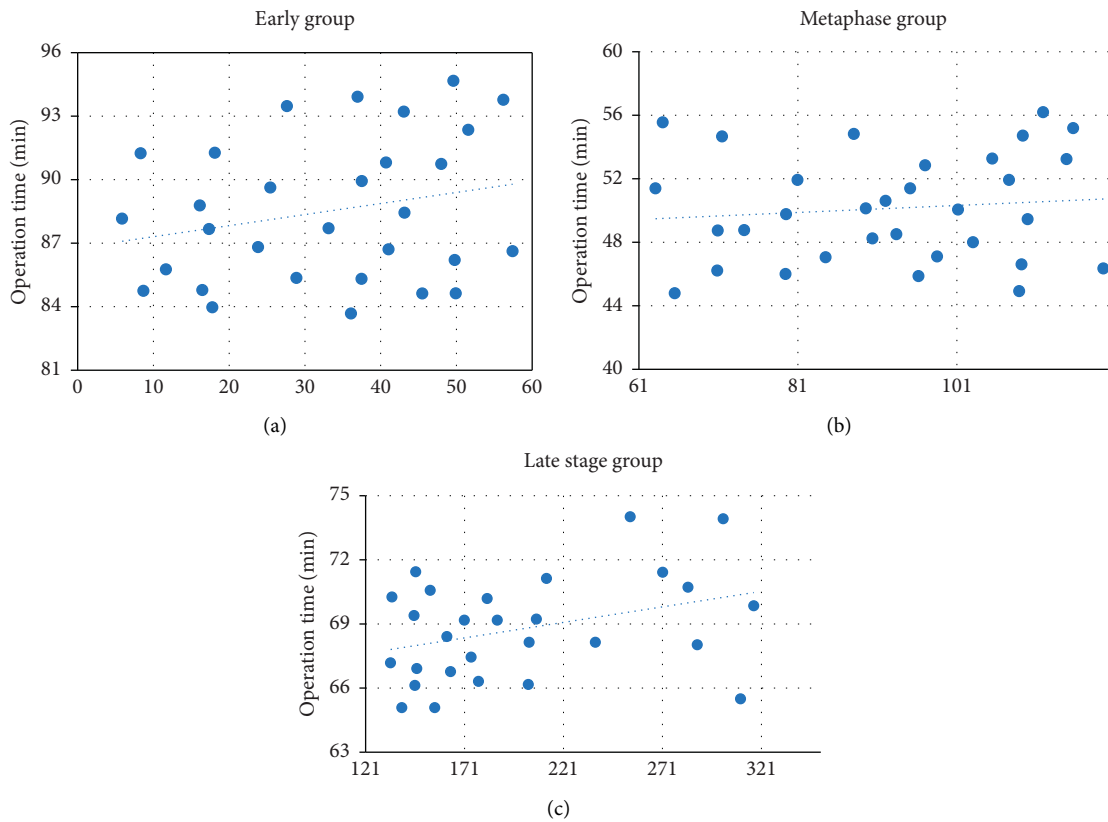 Early group
Operation time (min)
96
93
90
87
84
81
0 10 20 30 40 50 60
(a)
Metaphase group
Operation time (min)
60
56
52
48
44
40
61 81 101
(b)
Late stage group
Operation time (min)
75
72
69
66
63
121 171 221 271 321
(c)